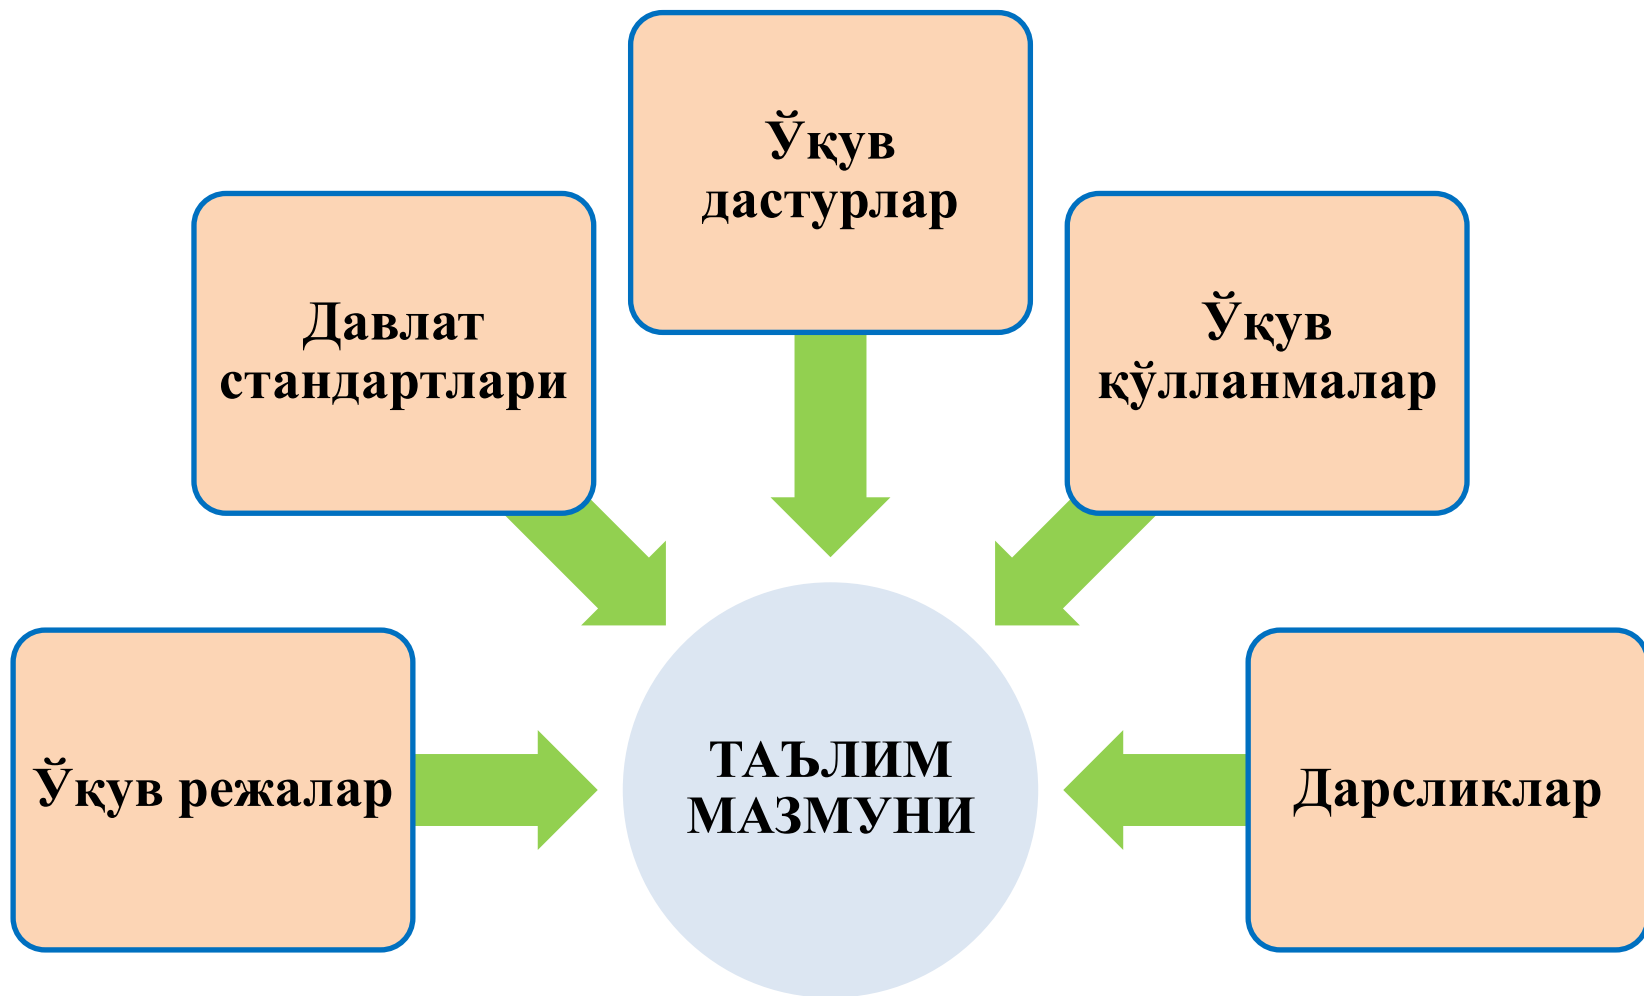 Ўқув
дастурлар
Давлат
стандартлари
Ўқув
қўлланмалар
Ўқув режалар
ТАЪЛИМ
МАЗМУНИ
Дарсликлар